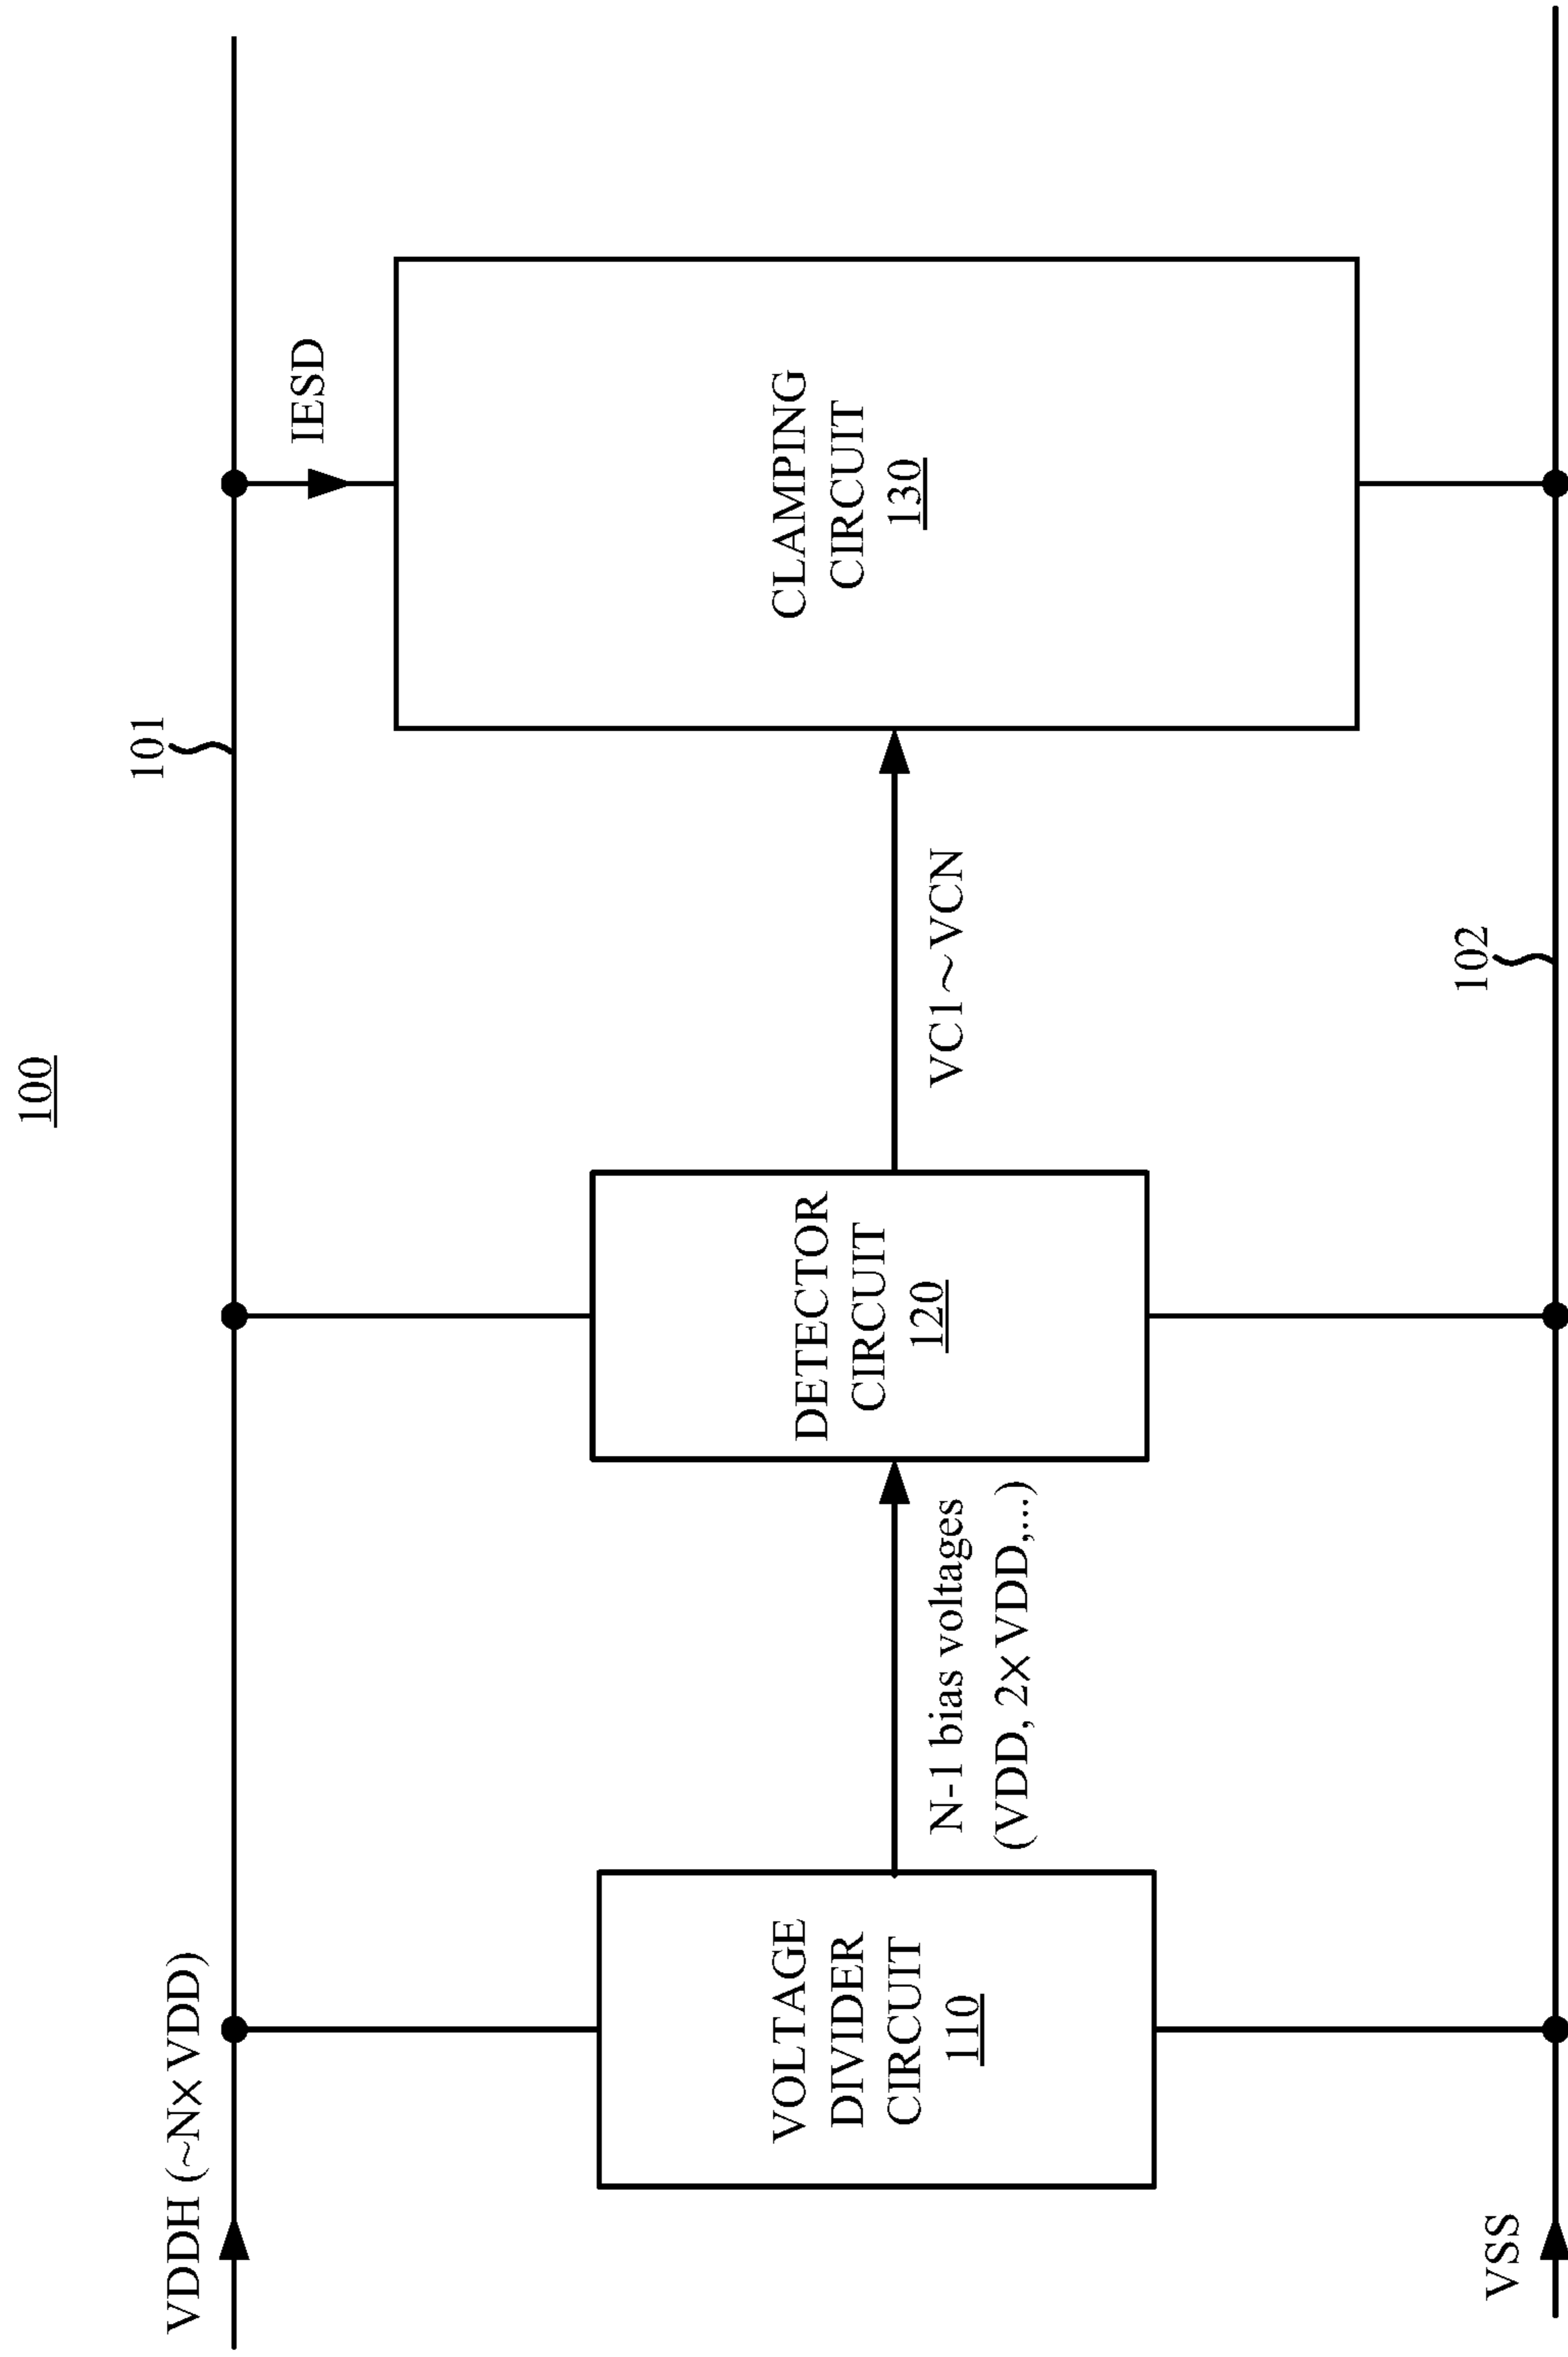 100
VDDH (~N×VDD)
101
IESD
VOLTAGE
DIVIDER
CIRCUIT
110
N-1 bias voltages
(VDD, 2×VDD,...)
DETECTOR
CIRCUIT
120
VC1~VCN
CLAMPING
CIRCUIT
130
VSS
102